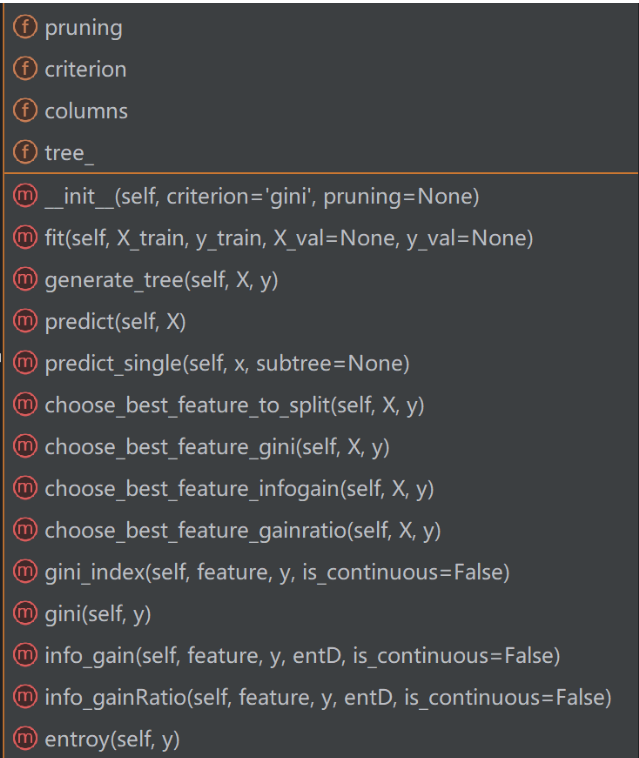 f pruning
f criterion
f columns
f tree_
m __init__(self, criterion='gini', pruning=None)
m fit(self, X_train, y_train, X_val=None, y_val=None)
m generate_tree(self, X, y)
m predict(self, X)
m predict_single(self, x, subtree=None)
m choose_best_feature_to_split(self, X, y)
m choose_best_feature_gini(self, X, y)
m choose_best_feature_infogain(self, X, y)
m choose_best_feature_gainratio(self, X, y)
m gini_index(self, feature, y, is_continuous=False)
m gini(self, y)
m info_gain(self, feature, y, entD, is_continuous=False)
m info_gainRatio(self, feature, y, entD, is_continuous=False)
m entroy(self, y)